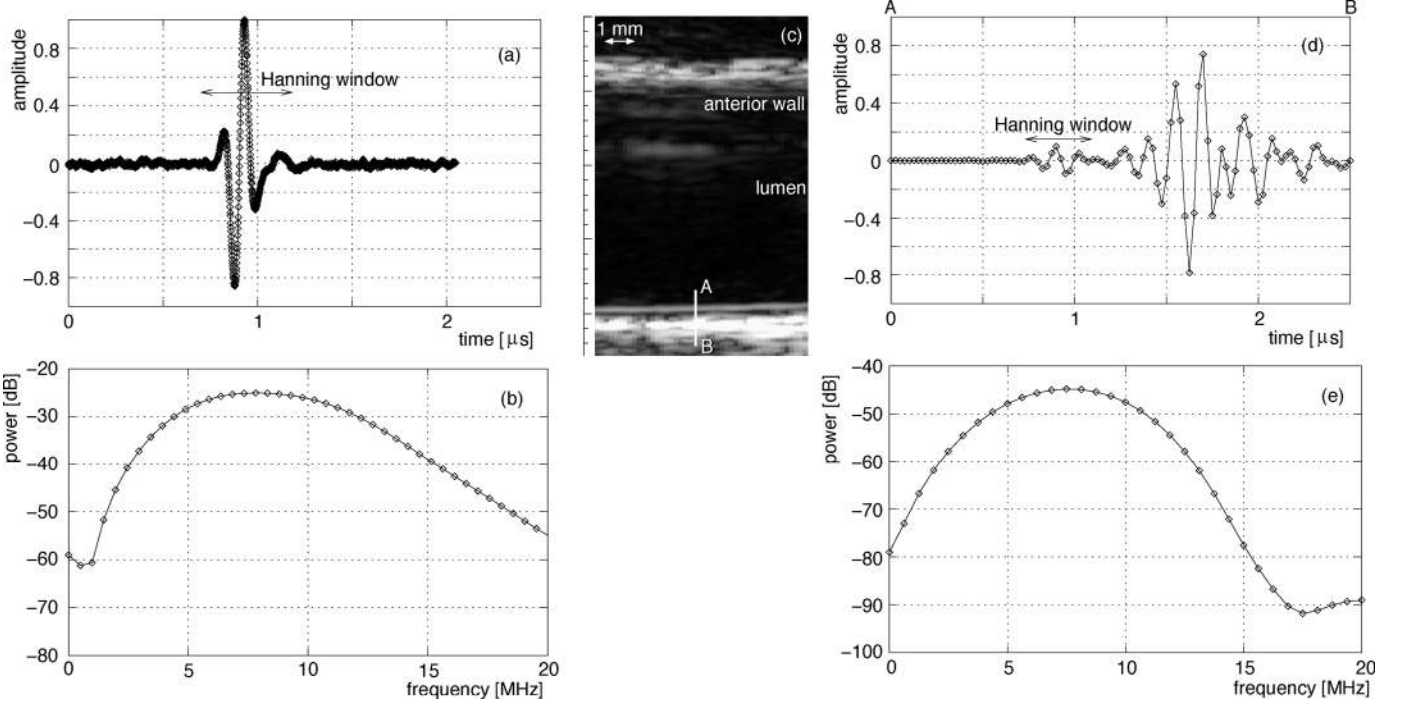 (a)
amplitude
0.8
0.4
0
−0.4
−0.8
Hanning window
0
1
2
time [ μs]
1 mm
(c)
anterior wall
lumen
A
B
A
B
(d)
amplitude
0.8
0.4
0
−0.4
−0.8
Hanning window
1
2
time [ μs]
(b)
power [dB]
−20
−30
−40
−50
−60
−70
−80
0
5
10
15
20
frequency [MHz]
(e)
power [dB]
−40
−50
−60
−70
−80
−90
−100
0
5
10
15
20
frequency [MHz]